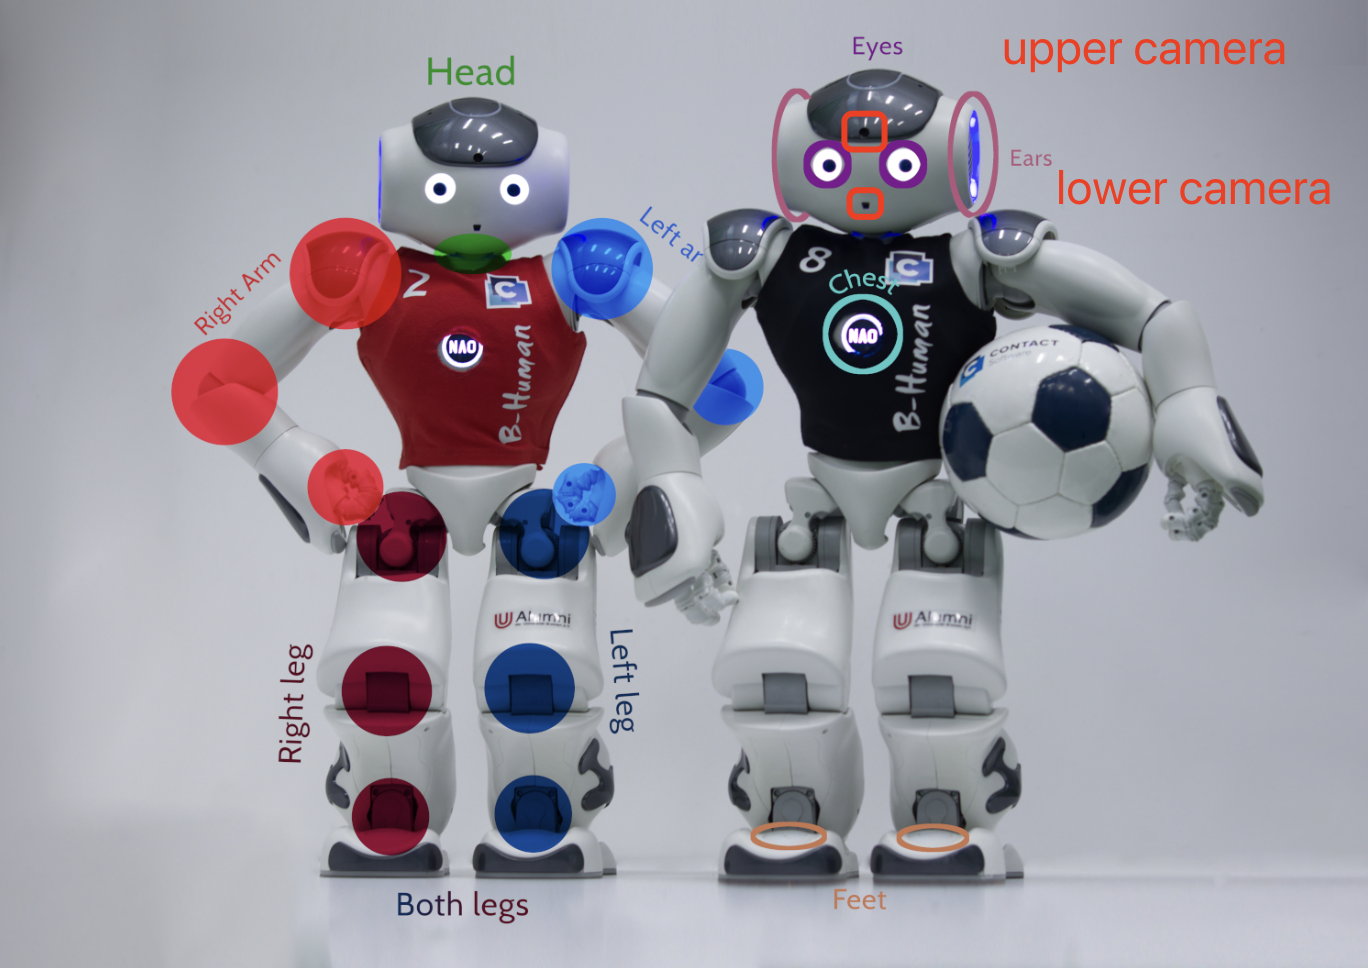 Eyes
upper camera
Head
Ears
lower camera
Left ar
Right Arm
2
C
B-Human
NAO
8
C
Chest
B-Human
NAO
C CONTACT
Software
U Alumni
U Alumni
Right leg
Left leg
Both legs
Feet